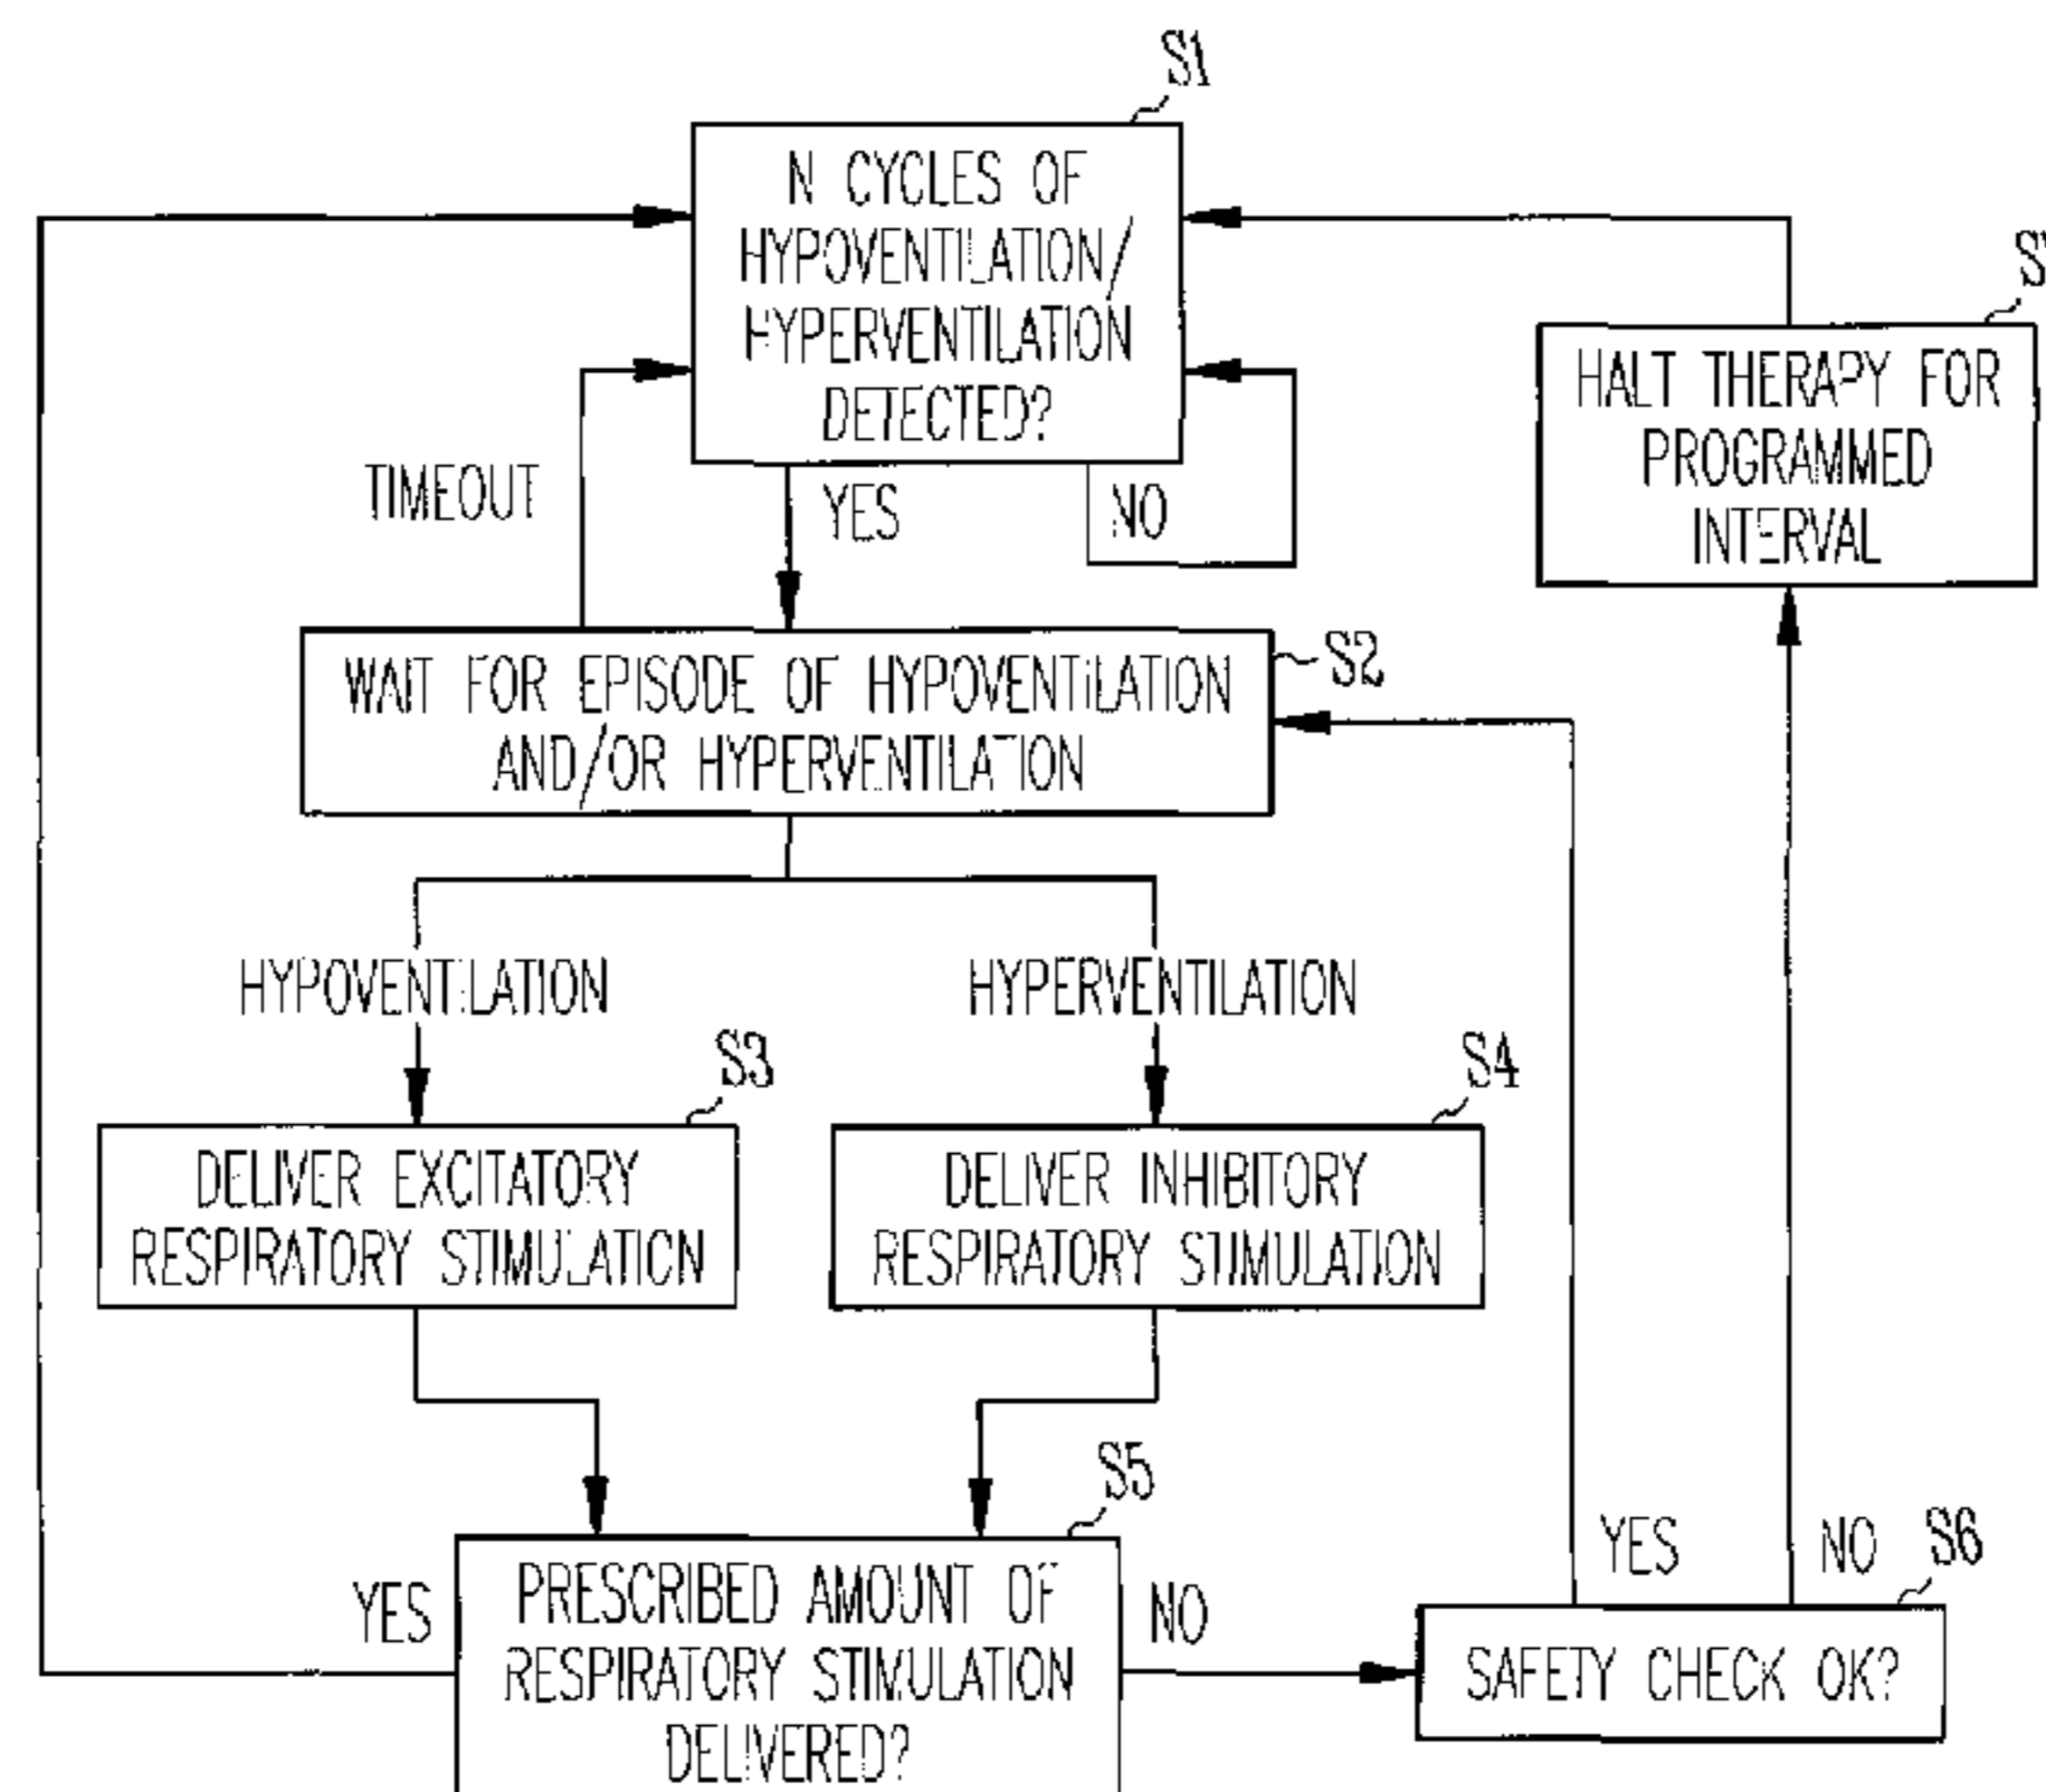 S1
N CYCLES OF
HYPOVENTILATION/
HYPERVENTILATION
DETECTED?
HALT THERAPY FOR
PROGRAMMED
INTERVAL
TIMEOUT
YES
NO
S2
WAIT FOR EPISODE OF HYPOVENTILATION
AND/OR HYPERVENTILATION
HYPOVENTILATION
HYPERVENTILATION
S3
S4
DELIVER EXCITATORY
RESPIRATORY STIMULATION
DELIVER INHIBITORY
RESPIRATORY STIMULATION
S5
YES
PRESCRIBED AMOUNT OF
RESPIRATORY STIMULATION
DELIVERED?
NO
YES
NO
S6
SAFETY CHECK OK?